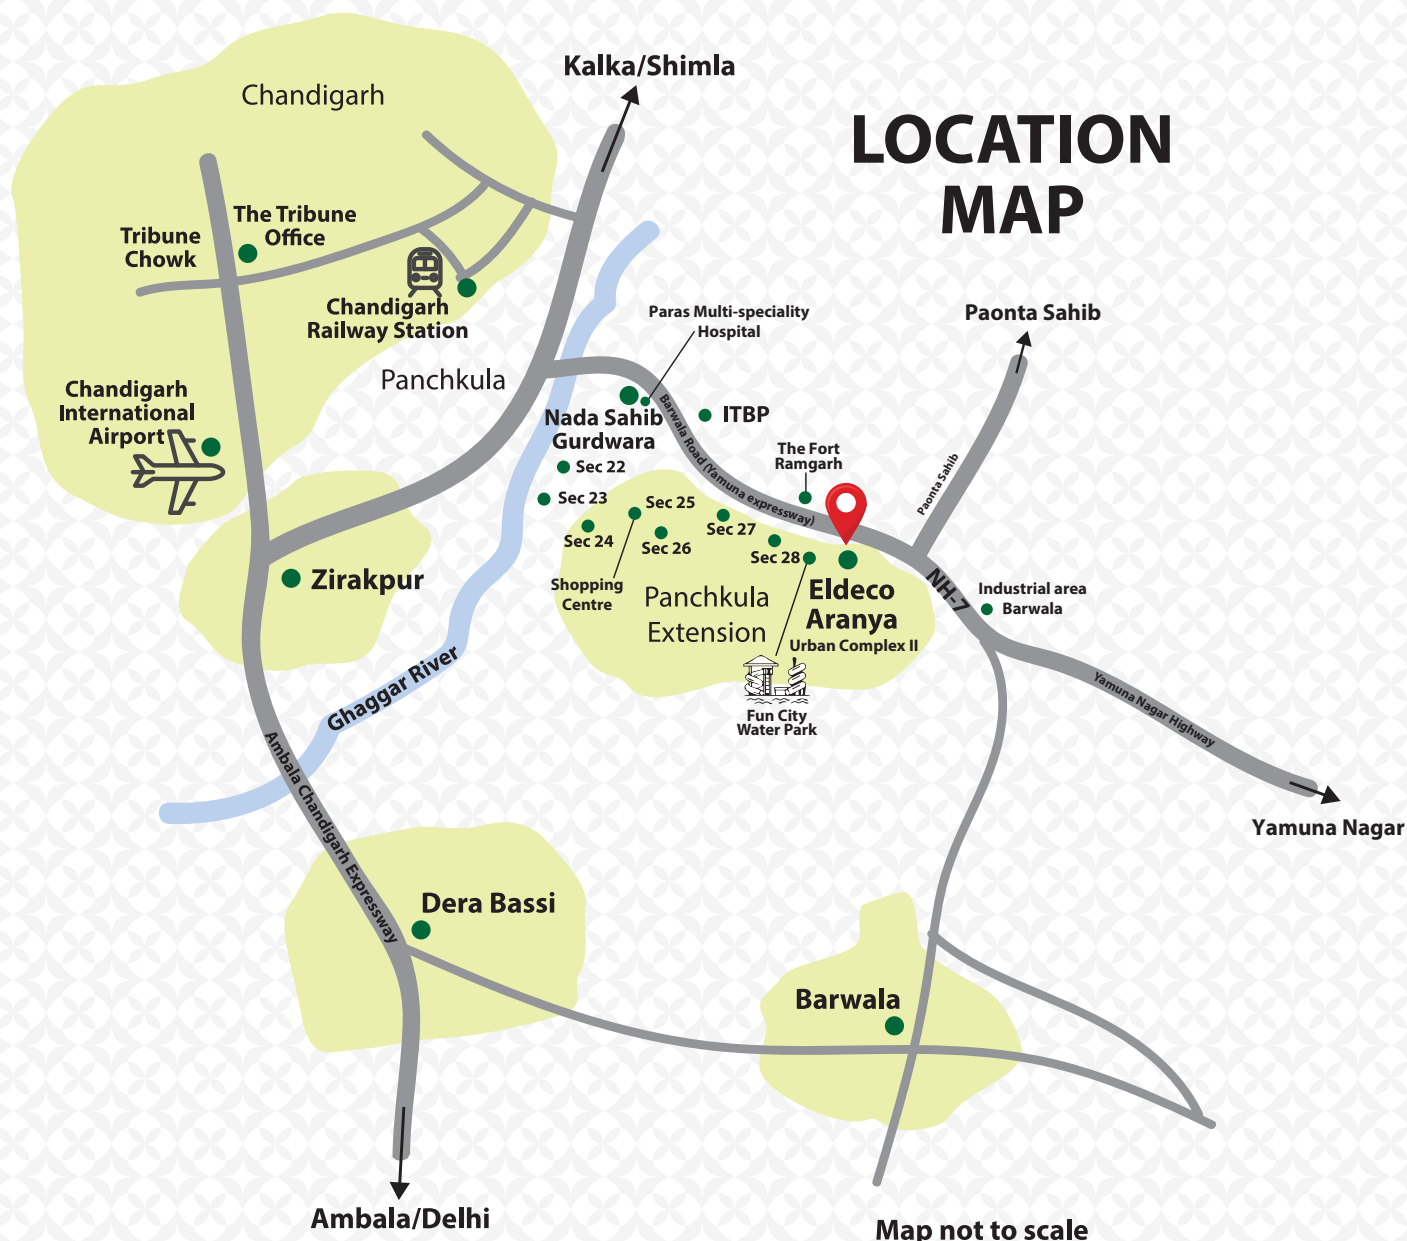 Kalka/Shimla
Chandigarh
LOCATION
MAP
The Tribune
Office
Tribune
Chowk
Chandigarh
Railway Station
Paras Multi-speciality
Hospital
Paonta Sahib
Panchkula
Chandigarh
International
Airport
Nada Sahib
Gurdwara
ITBP
Barwala Road (Yamuna expressway)
The Fort
Ramgarh
Paonta Sahib
Sec 22
Sec 23
Sec 24
Sec 25
Sec 26
Sec 27
Sec 28
Shopping
Centre
Zirakpur
Panchkula
Extension
Eldeco
Aranya
Urban Complex II
NH-7
Industrial area
Barwala
Ghaggar River
Fun City
Water Park
Yamuna Nagar Highway
Yamuna Nagar
Ambala Chandigarh Expressway
Dera Bassi
Barwala
Ambala/Delhi
Map not to scale